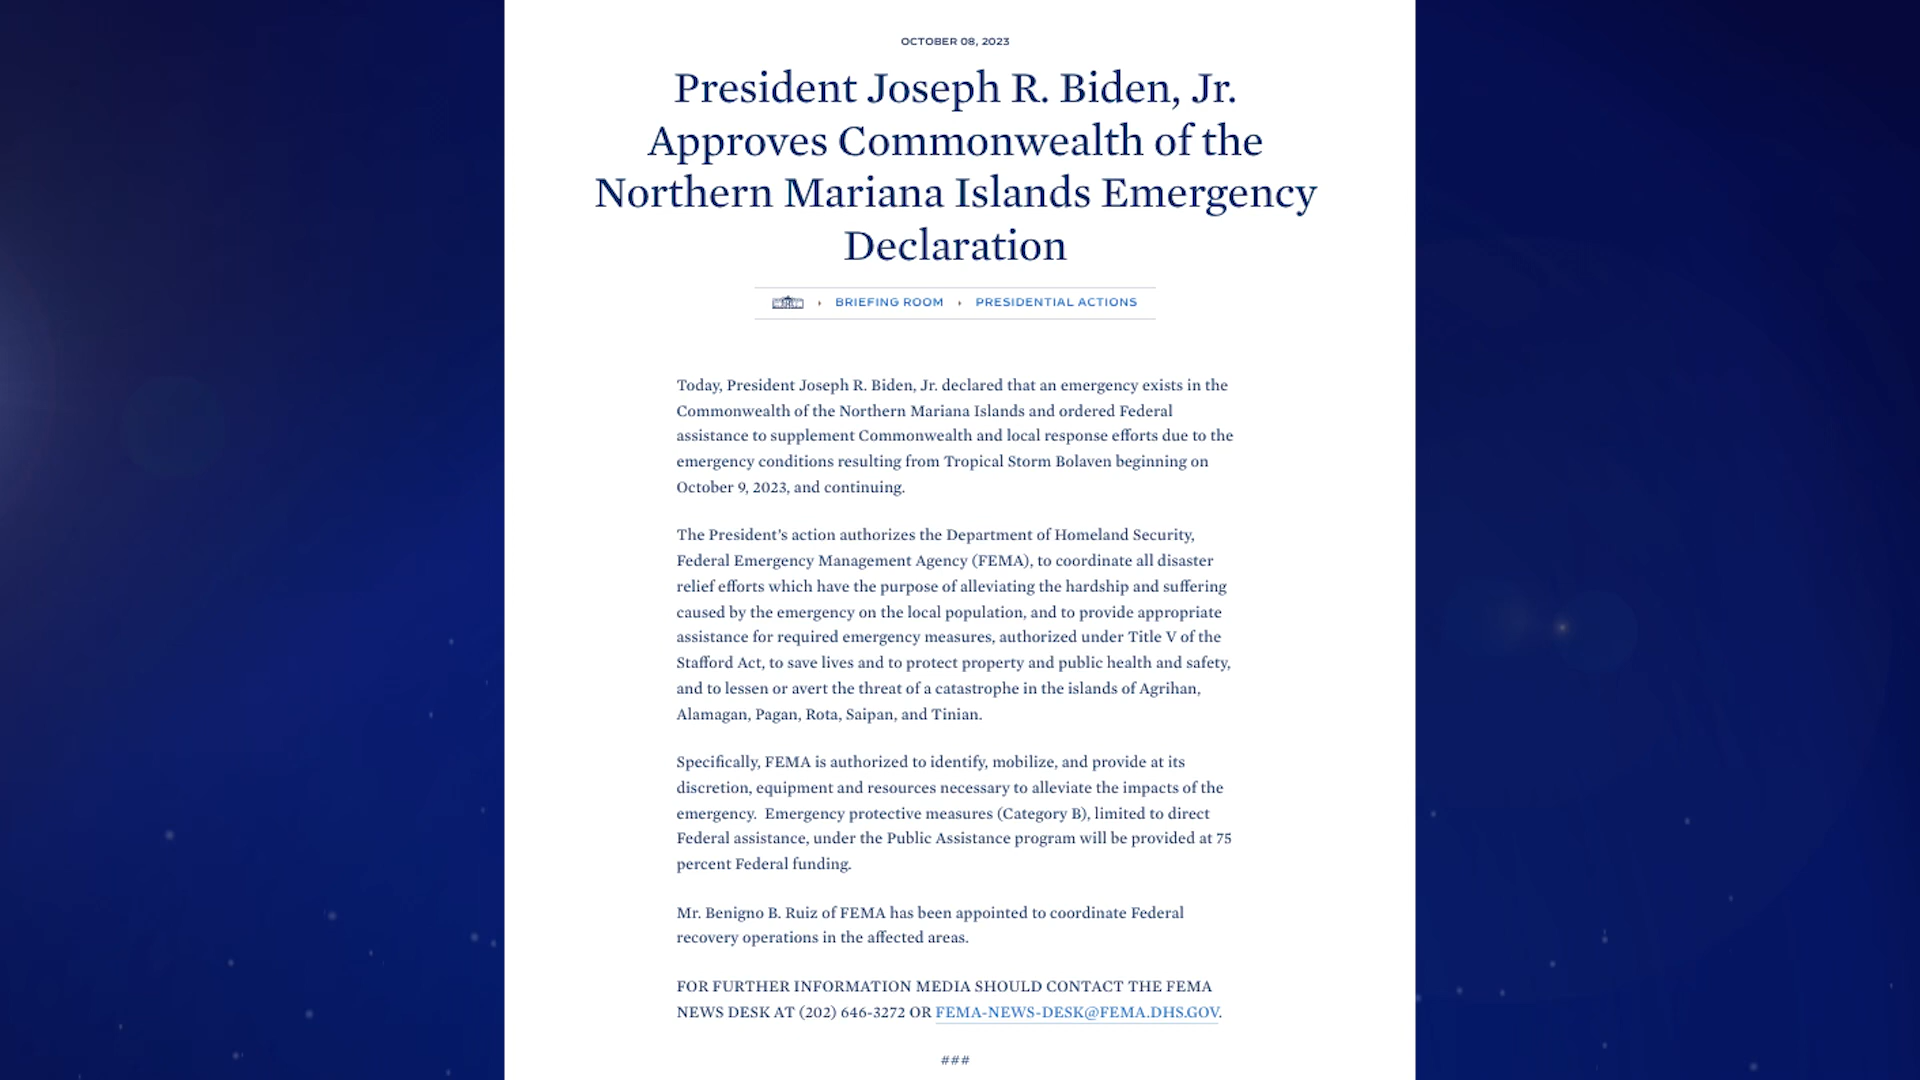 OCTOBER 08, 2023
President Joseph R. Biden, Jr.
Approves Commonwealth of the
Northern Mariana Islands Emergency
Declaration
BRIEFING ROOM › PRESIDENTIAL ACTIONS
Today, President Joseph R. Biden, Jr. declared that an emergency exists in the
Commonwealth of the Northern Mariana Islands and ordered Federal
assistance to supplement Commonwealth and local response efforts due to the
emergency conditions resulting from Tropical Storm Bolaven beginning on
October 9, 2023, and continuing.
The President’s action authorizes the Department of Homeland Security,
Federal Emergency Management Agency (FEMA), to coordinate all disaster
relief efforts which have the purpose of alleviating the hardship and suffering
caused by the emergency on the local population, and to provide appropriate
assistance for required emergency measures, authorized under Title V of the
Stafford Act, to save lives and to protect property and public health and safety,
and to lessen or avert the threat of a catastrophe in the islands of Agrihan,
Alamagan, Pagan, Rota, Saipan, and Tinian.
Specifically, FEMA is authorized to identify, mobilize, and provide at its
discretion, equipment and resources necessary to alleviate the impacts of the
emergency.  Emergency protective measures (Category B), limited to direct
Federal assistance, under the Public Assistance program will be provided at 75
percent Federal funding.
Mr. Benigno B. Ruiz of FEMA has been appointed to coordinate Federal
recovery operations in the affected areas.
FOR FURTHER INFORMATION MEDIA SHOULD CONTACT THE FEMA
NEWS DESK AT (202) 646-3272 OR FEMA-NEWS-DESK@FEMA.DHS.GOV.
###